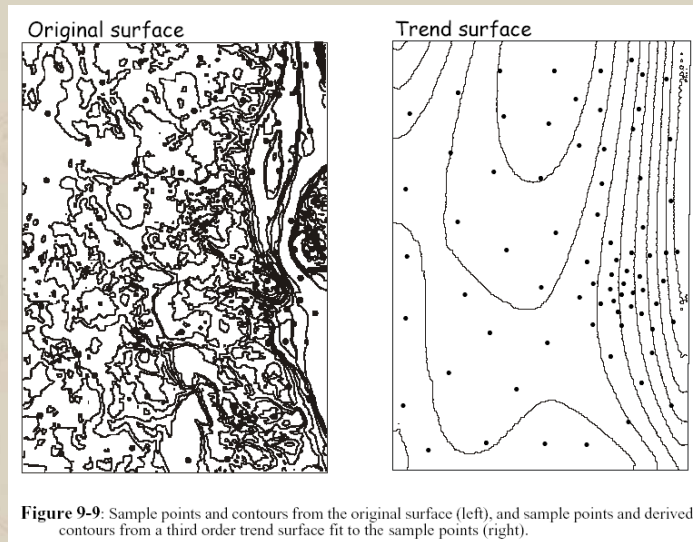 Original surface
Trend surface
Figure 9-9: Sample points and contours from the original surface (left), and sample points and derived
contours from a third order trend surface fit to the sample points (right).